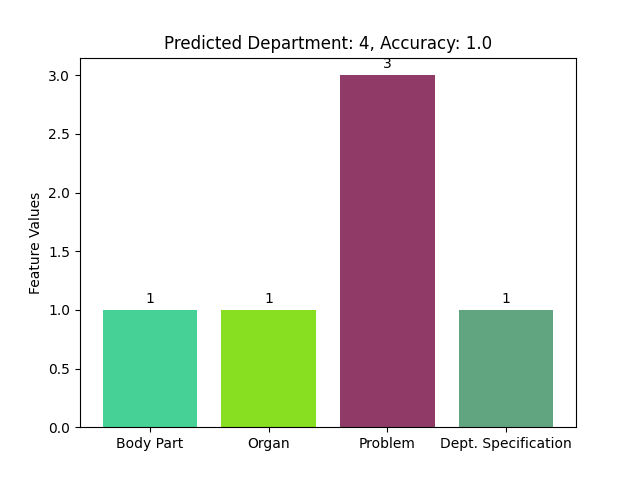 Predicted Department: 4, Accuracy: 1.0
3
3.0
2.5
2.0
1.5
1 1 1
1.0
0.5
0.0
Feature Values
Body Part Organ Problem Dept. Specification